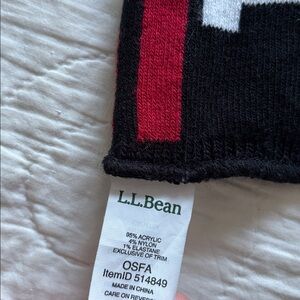 L.L.Bean
95% ACRYLIC
4% NYLON
1% ELASTANE
EXCLUSIVE OF TRIM
OSFA
ItemID 514849
MADE IN CHINA
CARE ON REVERSE